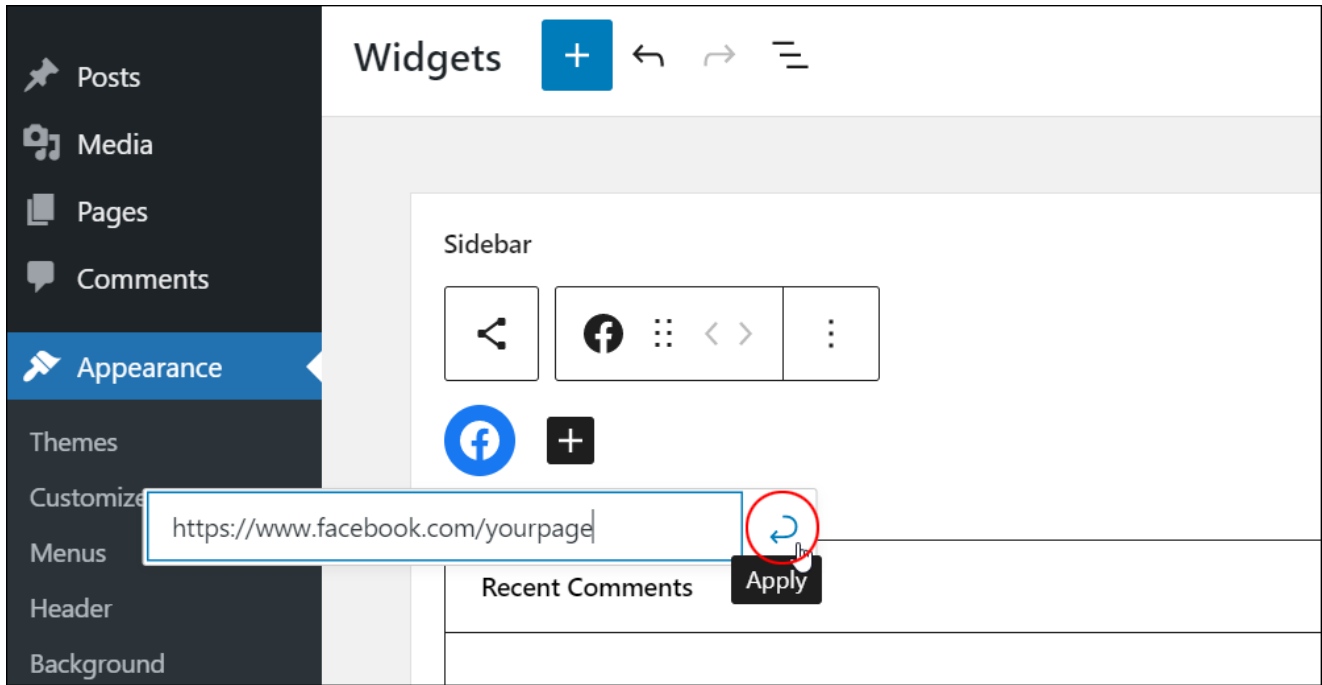 Posts
Media
Pages
Comments
Appearance
Themes
Customize
Menus
Header
Background
Widgets
Sidebar
https://www.facebook.com/yourpage
Apply
Recent Comments